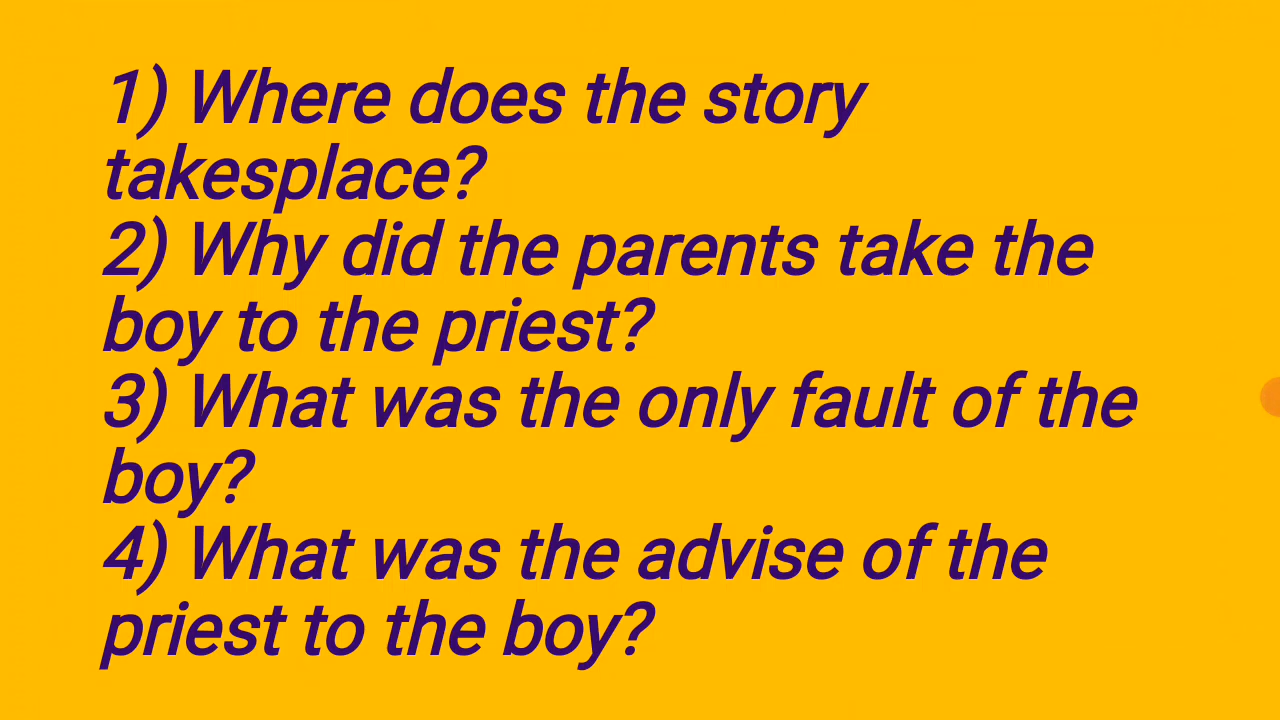 1) Where does the story
takesplace?
2) Why did the parents take the
boy to the priest?
3) What was the only fault of the
boy?
4) What was the advise of the
priest to the boy?